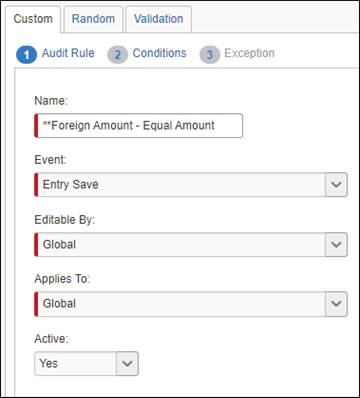 Custom Random Validation
1 Audit Rule 2 Conditions 3 Exception
Name:
**Foreign Amount - Equal Amount
Event:
Entry Save
Editable By:
Global
Applies To:
Global
Active:
Yes